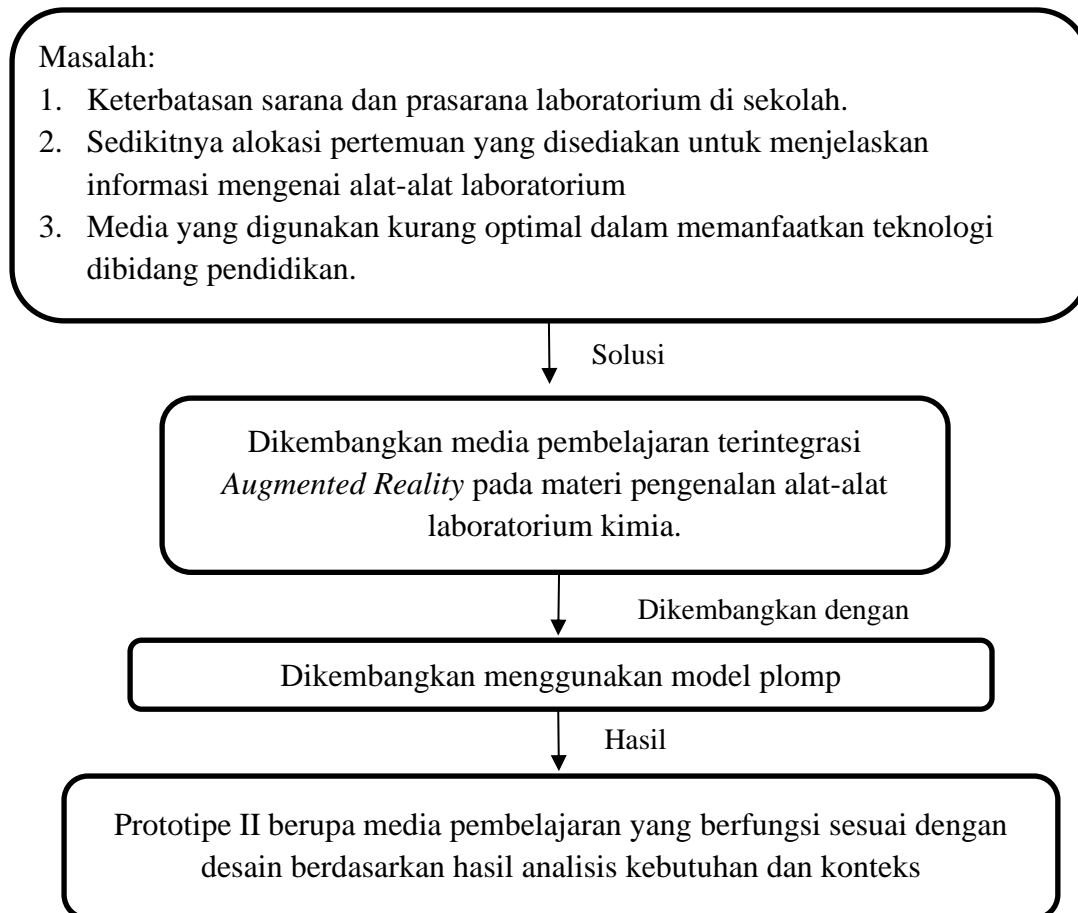 Masalah:
1. Keterbatasan sarana dan prasarana laboratorium di sekolah.
2. Sedikitnya alokasi pertemuan yang disediakan untuk menjelaskan
informasi mengenai alat-alat laboratorium
3. Media yang digunakan kurang optimal dalam memanfaatkan teknologi
dibidang pendidikan.
Solusi
Dikembangkan media pembelajaran terintegrasi
Augmented Reality pada materi pengenalan alat-alat
laboratorium kimia.
Dikembangkan dengan
Dikembangkan menggunakan model plomp
Hasil
Prototipe II berupa media pembelajaran yang berfungsi sesuai dengan
desain berdasarkan hasil analisis kebutuhan dan konteks